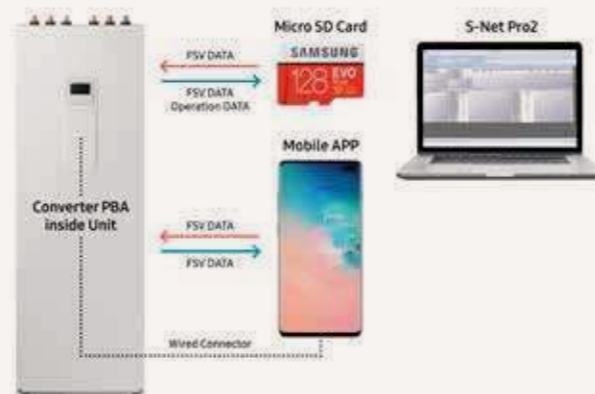 Micro SD Card
S-Net Pro2
SAMSUNG
128 EVO
FSV DATA
FSV DATA
Operation DATA
Mobile APP
Converter PBA
inside Unit
FSV DATA
FSV DATA
Wired Connector